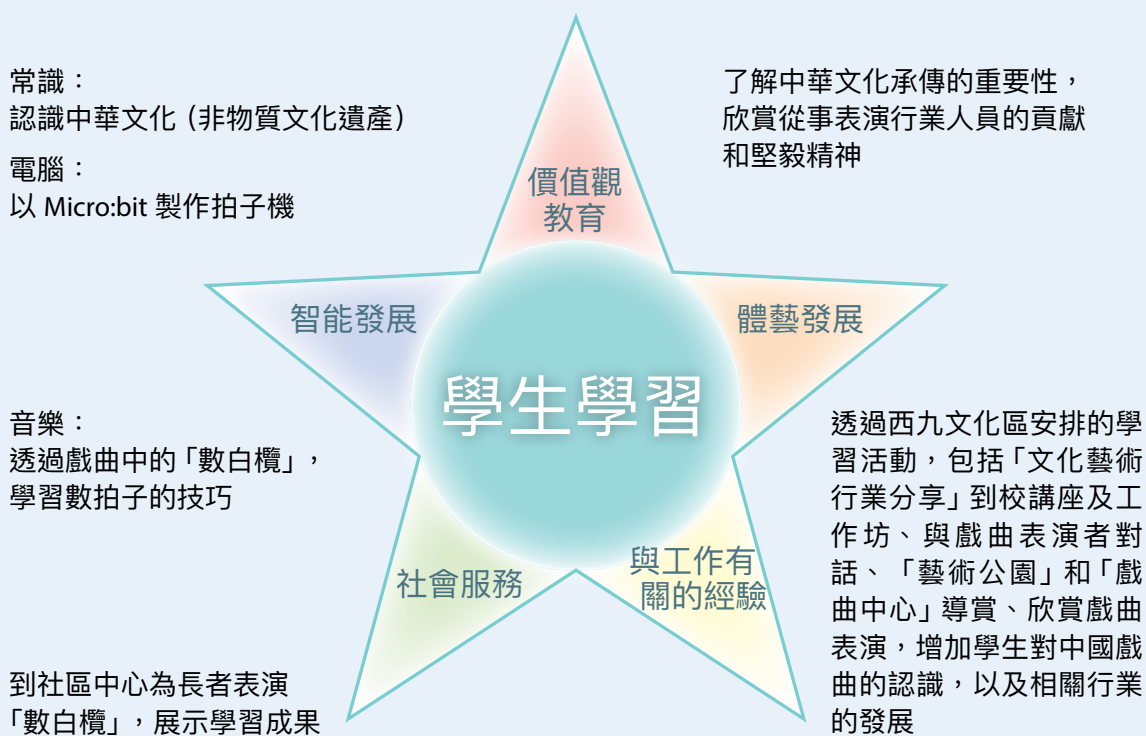 常識：
認識中華文化（非物質文化遺產）
電腦：
以 Micro:bit 製作拍子機
了解中華文化承傳的重要性，
欣賞從事表演行業人員的貢獻
和堅毅精神
價值觀
教育
智能發展
體藝發展
學生學習
音樂：
透過戲曲中的「數白欖」，
學習數拍子的技巧
透過西九文化區安排的學
習活動，包括「文化藝術
行業分享」到校講座及工
作坊、與戲曲表演者對
話、「藝術公園」和「戲
曲中心」導賞、欣賞戲曲
表演，增加學生對中國戲
曲的認識，以及相關行業
的發展
社會服務
與工作有
關的經驗
到社區中心為長者表演
「數白欖」，展示學習成果